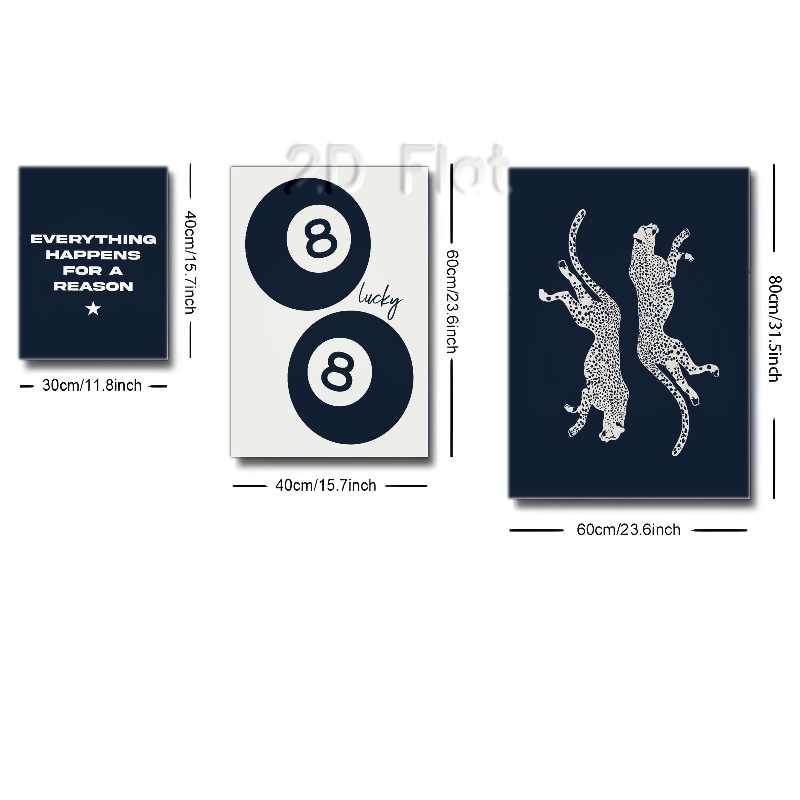 2D Flat
EVERYTHING
HAPPENS
FOR A
REASON
40cm/15.7inch
30cm/11.8inch
8
lucky
8
60cm/23.6inch
40cm/15.7inch
80cm/31.5inch
60cm/23.6inch